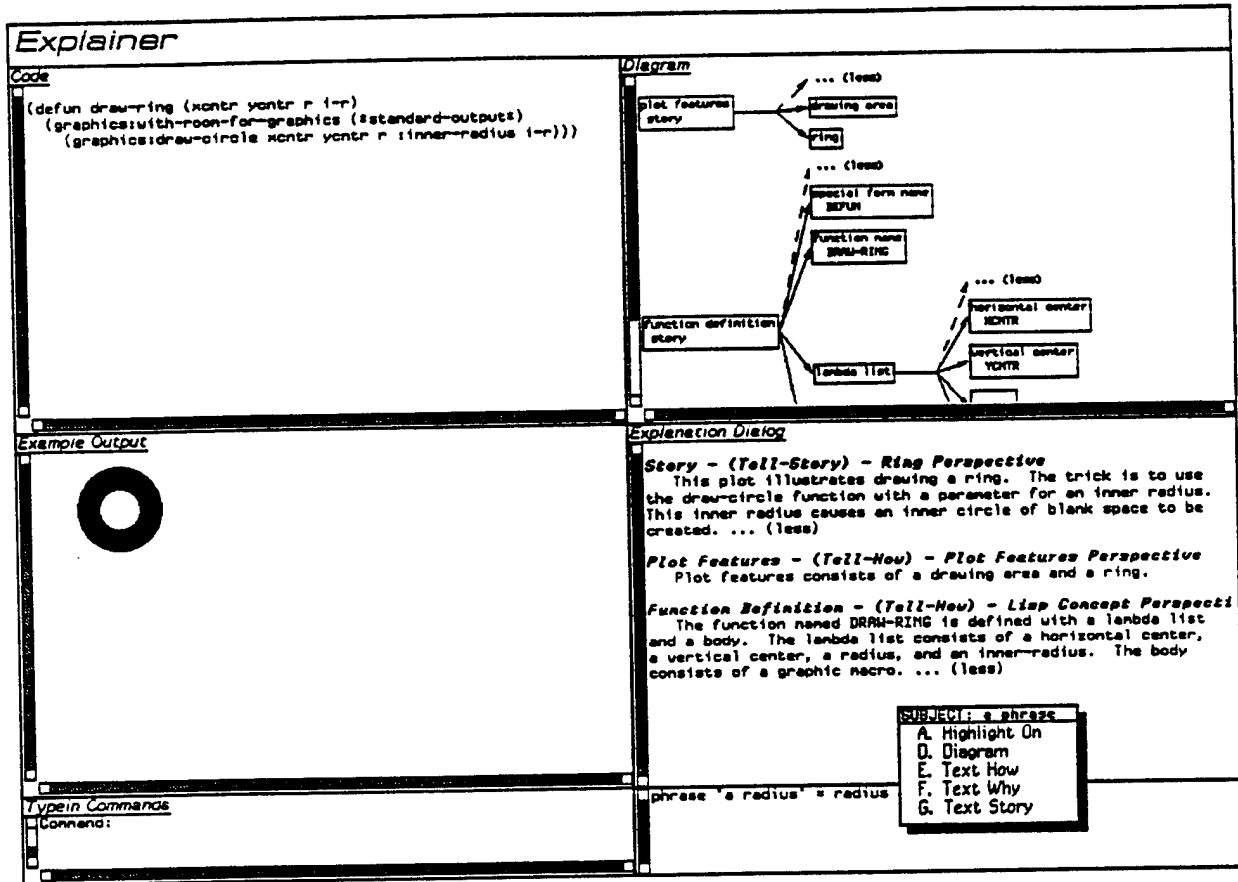 Explainer
Code
(defun draw-ring (xcntr ycntr r i-r)
(graphics:with-room-for-graphics (*standard-output*)
(graphics:draw-circle xcntr ycntr r :inner-radius i-r)))
Diagram
... (less)
plot features
story
drawing area
ring
... (less)
special form name
DEFUN
function name
DRAW-RING
... (less)
horizontal center
XCNTR
function definition
story
vertical center
YCNTR
lambda list
Example Output
Explanation Dialog
Story - (Tell-Story) - Ring Perspective
This plot illustrates drawing a ring. The trick is to use
the draw-circle function with a parameter for an inner radius.
This inner radius causes an inner circle of blank space to be
created. ... (less)
Plot Features - (Tell-How) - Plot Features Perspective
Plot features consists of a drawing area and a ring.
Function Definition - (Tell-How) - Lisp Concept Perspecti
The function named DRAW-RING is defined with a lambda list
and a body. The lambda list consists of a horizontal center,
a vertical center, a radius, and an inner-radius. The body
consists of a graphic macro. ... (less)
SUBJECT: a phrase
A. Highlight On
D. Diagram
E. Text How
F. Text Why
G. Text Story
phrase 'a radius' = radius
Typein Commands
Command: